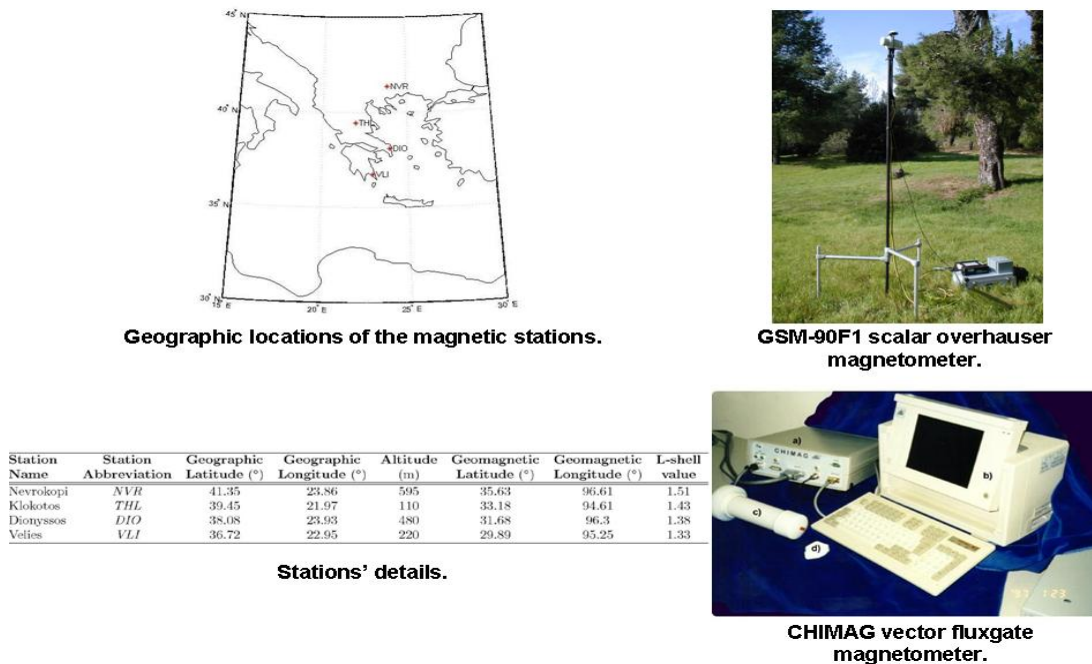 45° N
40° N
35° N
30° N
15° E
20° E
25° E
30° E
NVR
THL
DIO
VLI
Geographic locations of the magnetic stations.
GSM-90F1 scalar overhauser
magnetometer.
Station Station Geographic Geographic Altitude Geomagnetic Geomagnetic L-shell
Name Abbreviation Latitude (°) Longitude (°) (m) Latitude (°) Longitude (°) value
Nevrokopi NVR 41.35 23.86 595 35.63 96.61 1.51
Klokotos THL 39.45 21.97 110 33.18 94.61 1.43
Dionyssos DIO 38.08 23.93 480 31.68 96.3 1.38
Velies VLI 36.72 22.95 220 29.89 95.25 1.33
Stations' details.
a)
CHIMAG
b)
c)
d)
'97 1·23
CHIMAG vector fluxgate
magnetometer.